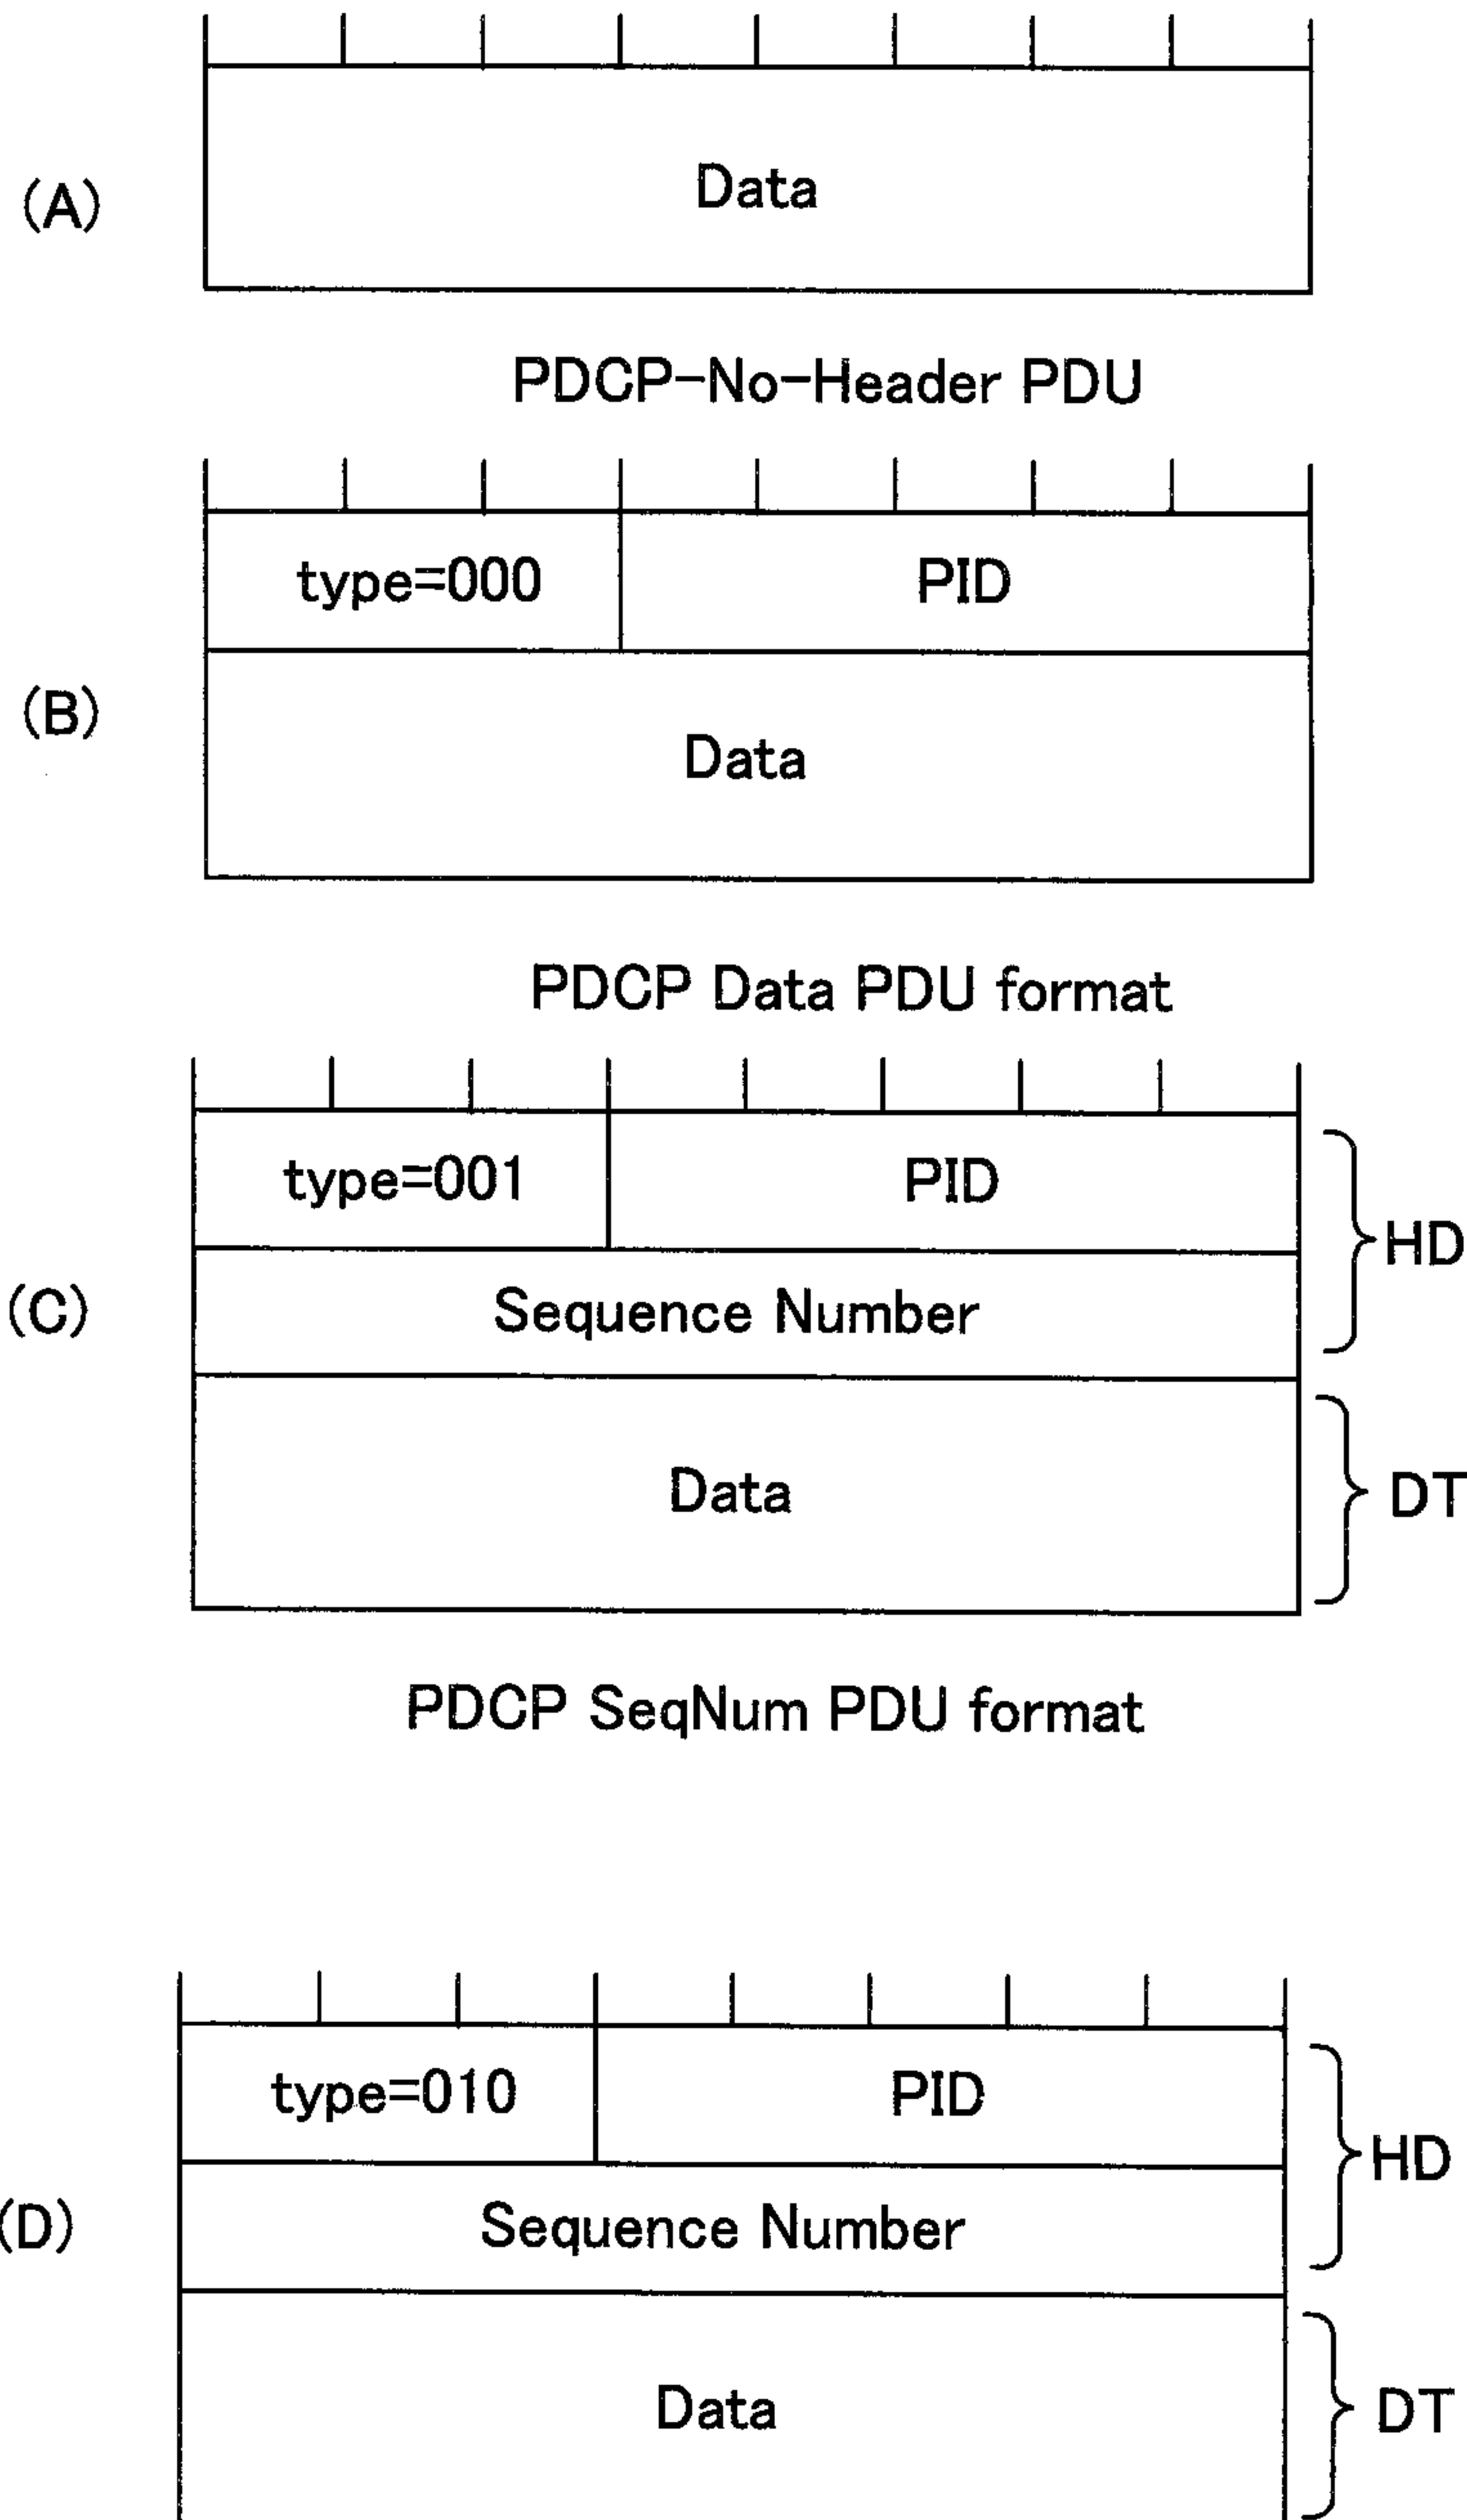 (A)
Data
PDCP-No-Header PDU
type=000 PID
(B)
Data
PDCP Data PDU format
type=001 PID
HD
(C)
Sequence Number
Data
DT
PDCP SeqNum PDU format
type=010 PID
HD
(D)
Sequence Number
Data
DT